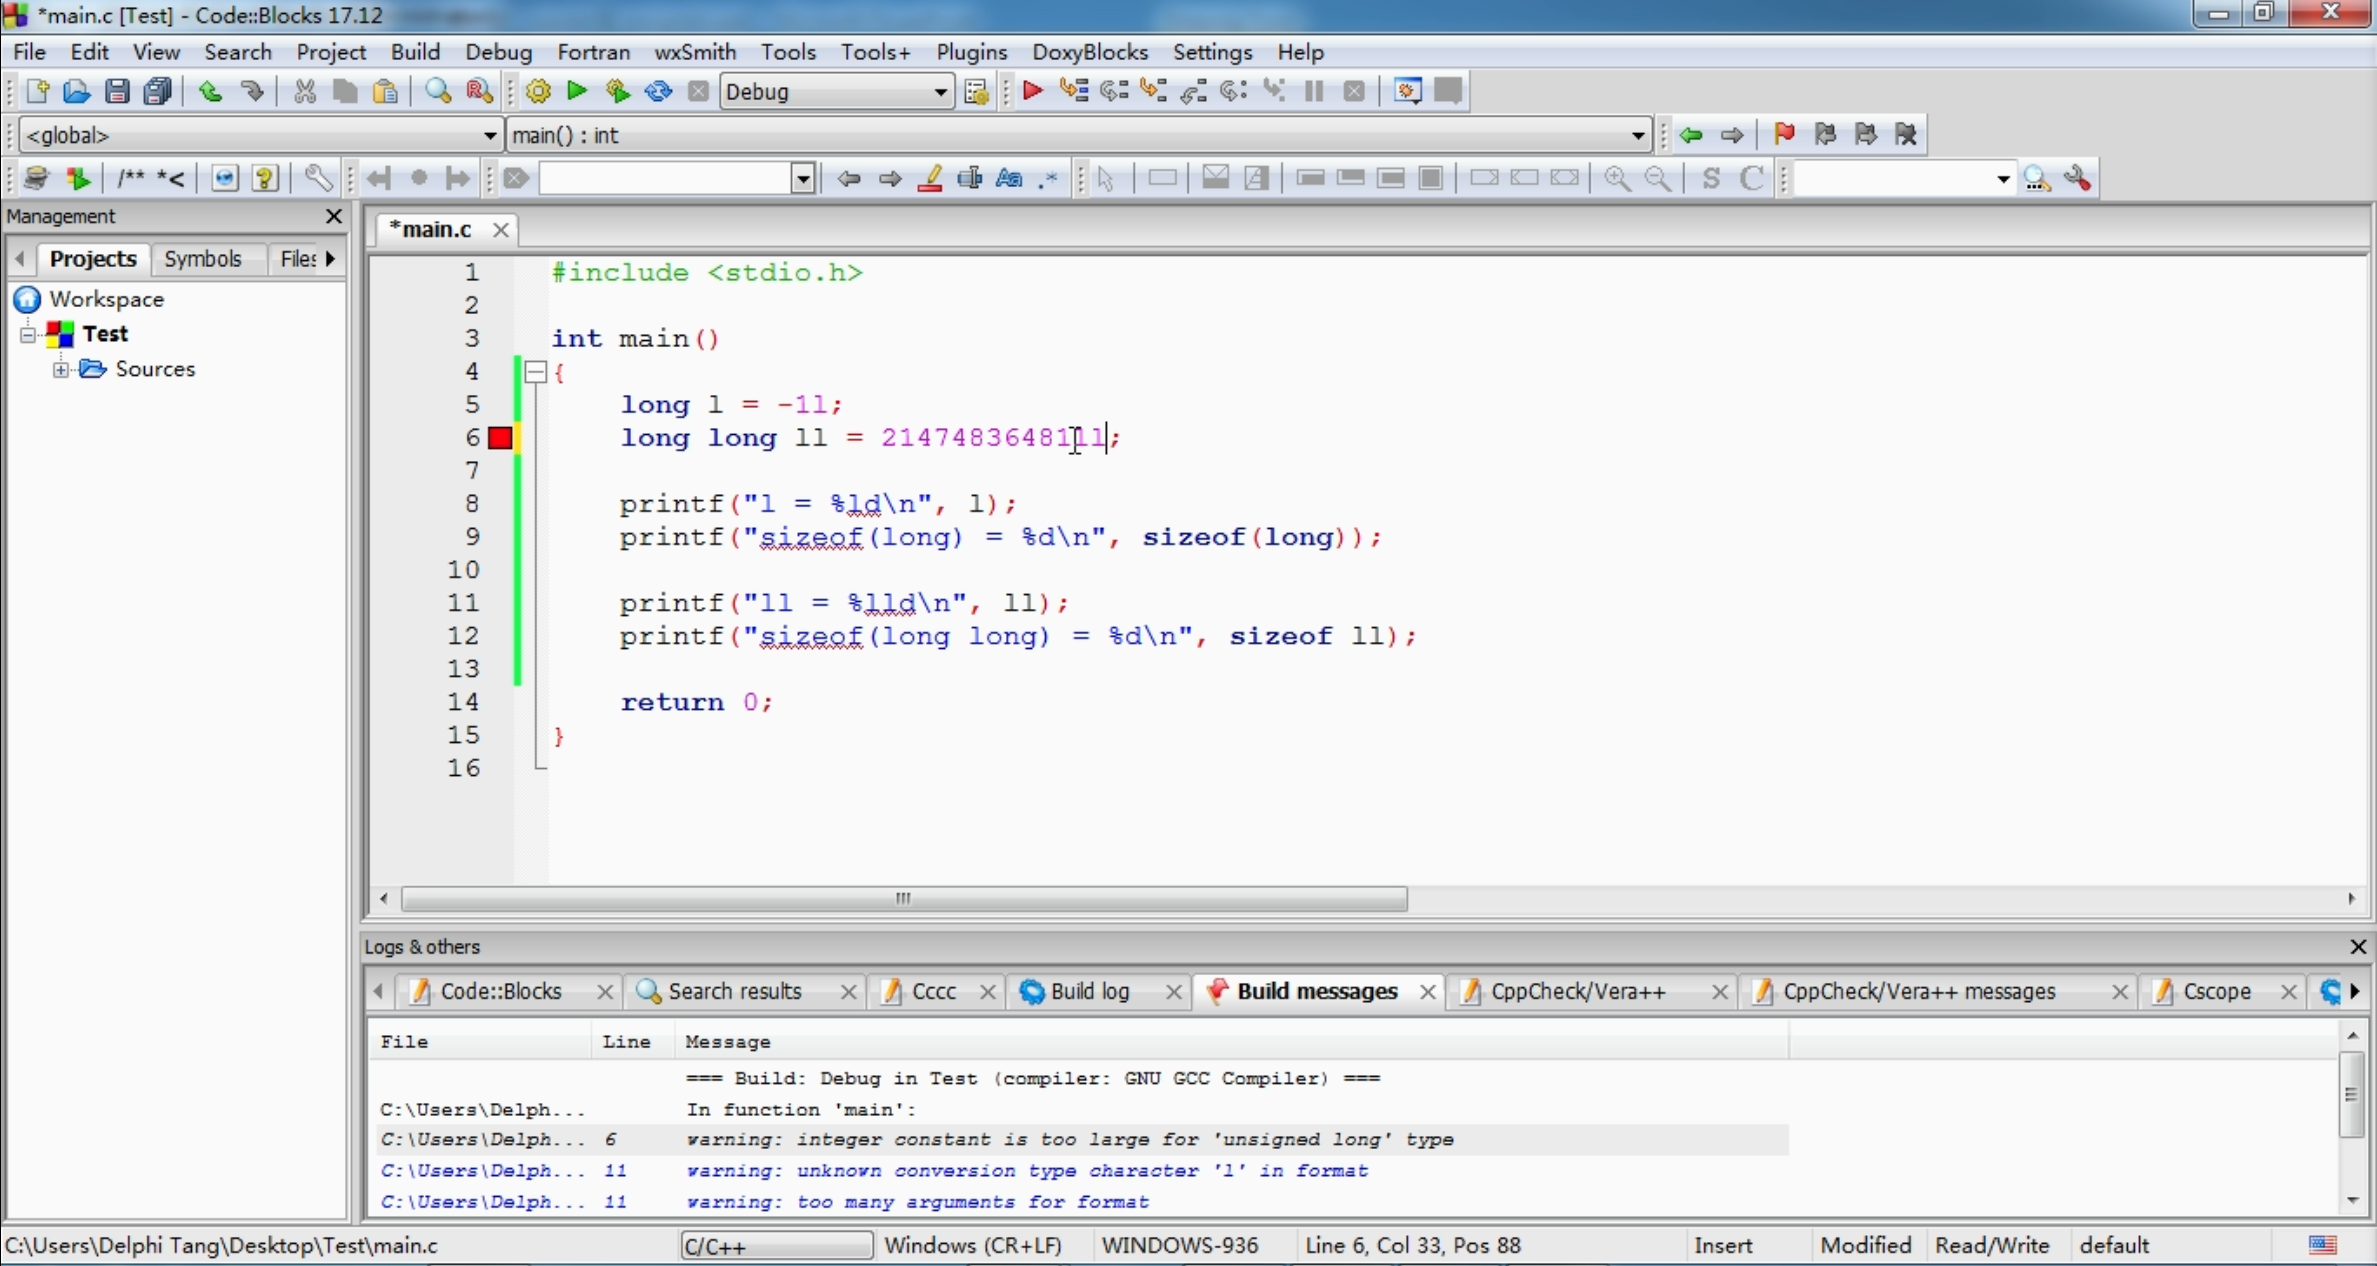 *main.c [Test] - Code::Blocks 17.12
File Edit View Search Project Build Debug Fortran wxSmith Tools Tools+ Plugins DoxyBlocks Settings Help
Debug
<global> main() : int
/** *<
S C
Management
*main.c
Projects Symbols Files
Workspace
Test
Sources
1 #include <stdio.h>
2
3 int main()
4 {
5 long l = -1l;
6 long long ll = 21474836481ll;
7
8 printf("l = %ld\n", l);
9 printf("sizeof(long) = %d\n", sizeof(long));
10
11 printf("ll = %lld\n", ll);
12 printf("sizeof(long long) = %d\n", sizeof ll);
13
14 return 0;
15 }
16
Logs & others
Code::Blocks Search results Cccc Build log Build messages CppCheck/Vera++ CppCheck/Vera++ messages Cscope
File Line Message
=== Build: Debug in Test (compiler: GNU GCC Compiler) ===
C:\Users\Delph... In function 'main':
C:\Users\Delph... 6 warning: integer constant is too large for 'unsigned long' type
C:\Users\Delph... 11 warning: unknown conversion type character 'l' in format
C:\Users\Delph... 11 warning: too many arguments for format
C:\Users\Delphi Tang\Desktop\Test\main.c C/C++ Windows (CR+LF) WINDOWS-936 Line 6, Col 33, Pos 88 Insert Modified Read/Write default